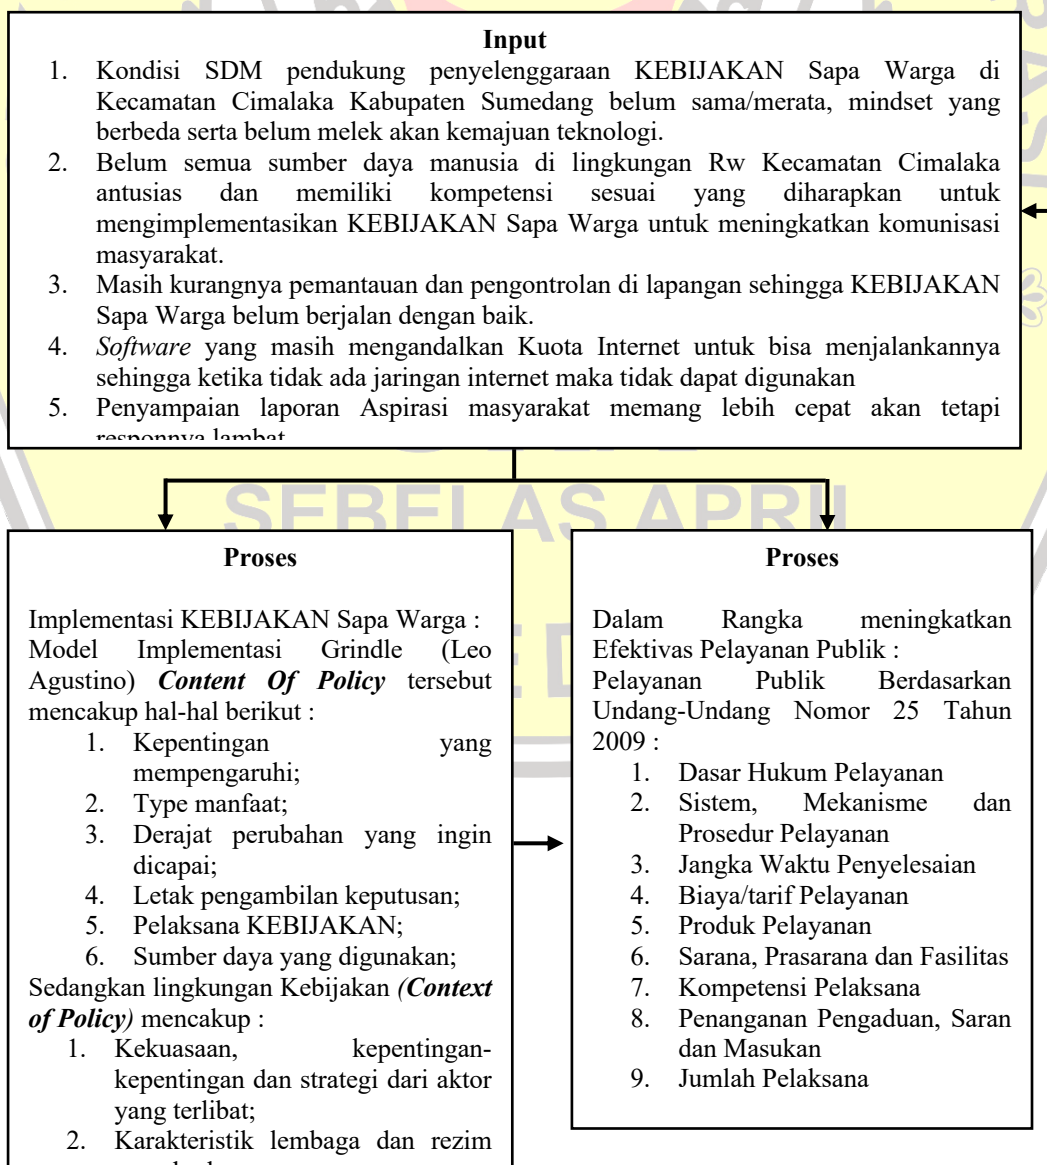 Input
1. Kondisi SDM pendukung penyelenggaraan KEBIJAKAN Sapa Warga di
Kecamatan Cimalaka Kabupaten Sumedang belum sama/merata, mindset yang
berbeda serta belum melek akan kemajuan teknologi.
2. Belum semua sumber daya manusia di lingkungan Rw Kecamatan Cimalaka
antusias dan memiliki kompetensi sesuai yang diharapkan untuk
mengimplementasikan KEBIJAKAN Sapa Warga untuk meningkatkan komunisasi
masyarakat.
3. Masih kurangnya pemantauan dan pengontrolan di lapangan sehingga KEBIJAKAN
Sapa Warga belum berjalan dengan baik.
4. Software yang masih mengandalkan Kuota Internet untuk bisa menjalankannya
sehingga ketika tidak ada jaringan internet maka tidak dapat digunakan
5. Penyampaian laporan Aspirasi masyarakat memang lebih cepat akan tetapi
responnya lambat
SEBELAS APRIL
Proses
Implementasi KEBIJAKAN Sapa Warga :
Model Implementasi Grindle (Leo
Agustino) Content Of Policy tersebut
mencakup hal-hal berikut :
1. Kepentingan yang
mempengaruhi;
2. Type manfaat;
3. Derajat perubahan yang ingin
dicapai;
4. Letak pengambilan keputusan;
5. Pelaksana KEBIJAKAN;
6. Sumber daya yang digunakan;
Sedangkan lingkungan Kebijakan (Context
of Policy) mencakup :
1. Kekuasaan, kepentingan-
kepentingan dan strategi dari aktor
yang terlibat;
2. Karakteristik lembaga dan rezim
Proses
Dalam Rangka meningkatkan
Efektivas Pelayanan Publik :
Pelayanan Publik Berdasarkan
Undang-Undang Nomor 25 Tahun
2009 :
1. Dasar Hukum Pelayanan
2. Sistem, Mekanisme dan
Prosedur Pelayanan
3. Jangka Waktu Penyelesaian
4. Biaya/tarif Pelayanan
5. Produk Pelayanan
6. Sarana, Prasarana dan Fasilitas
7. Kompetensi Pelaksana
8. Penanganan Pengaduan, Saran
dan Masukan
9. Jumlah Pelaksana